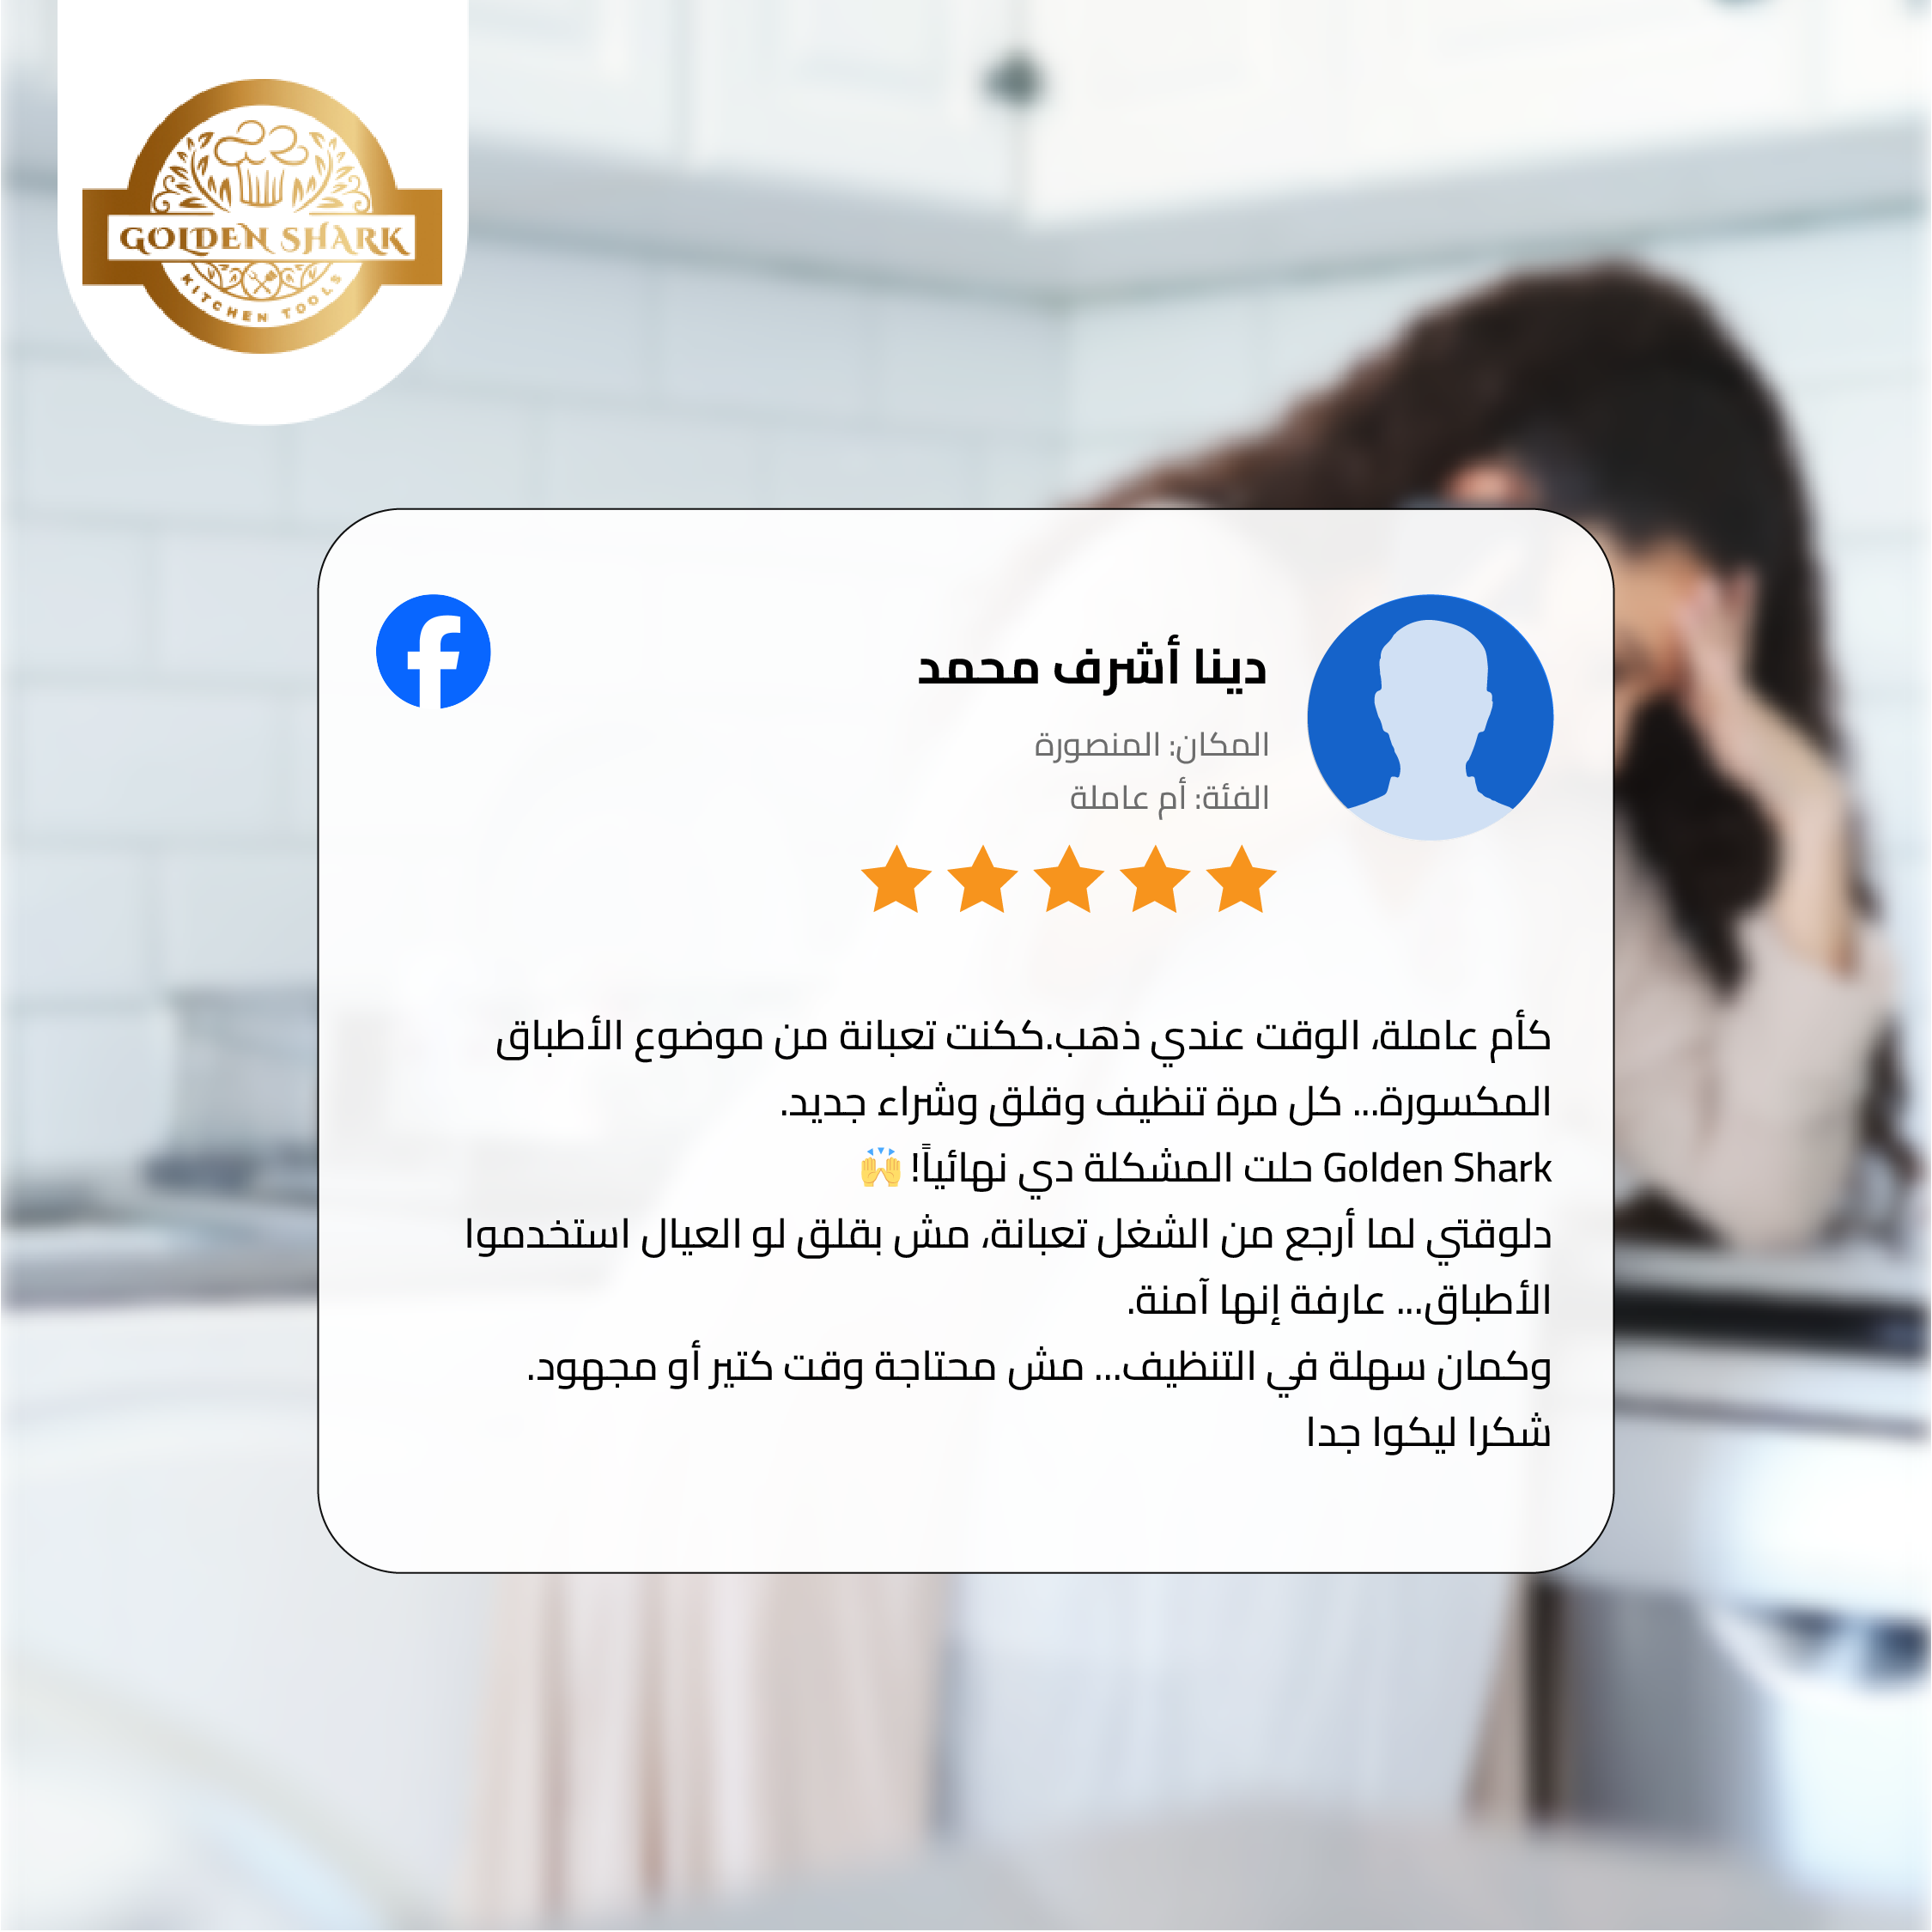 GOLDEN SHARK
KITCHEN TOOLS
دينا أشرف محمد
المكان: المنصورة
الفئة: أم عاملة
كأم عاملة، الوقت عندي ذهب.ككنت تعبانة من موضوع الأطباق
المكسورة... كل مرة تنظيف وقلق وشراء جديد.
Golden Shark حلت المشكلة دي نهائياً! 🙌
دلوقتي لما أرجع من الشغل تعبانة، مش بقلق لو العيال استخدموا
الأطباق... عارفة إنها آمنة.
وكمان سهلة في التنظيف... مش محتاجة وقت كتير أو مجهود.
شكرا ليكوا جدا